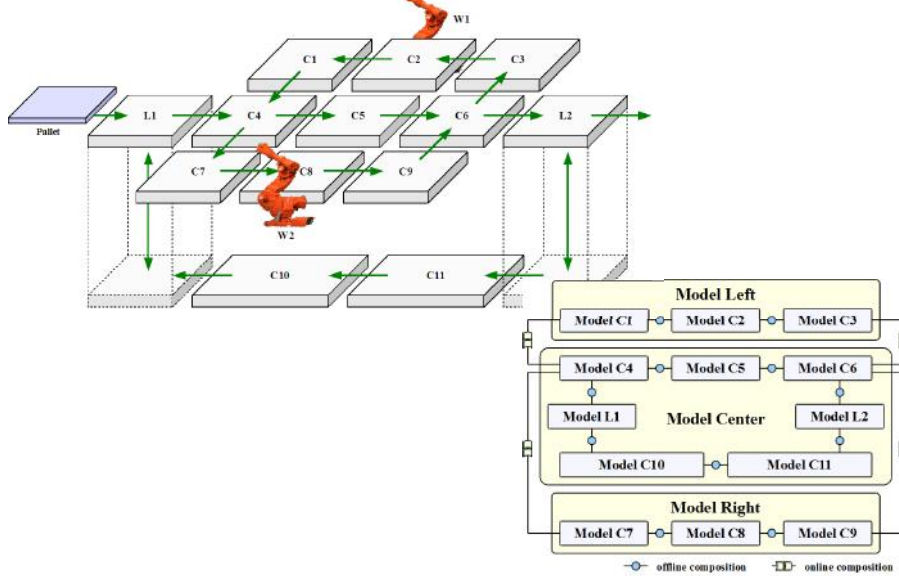 W1
C1 C2 C3
L1 C4 C5 C6 L2
Pallet
C7 C8 C9
W2
C10 C11
Model Left
Model C1 Model C2 Model C3
Model C4 Model C5 Model C6
Model L1 Model Center Model L2
Model C10 Model C11
Model Right
Model C7 Model C8 Model C9
offline composition online composition